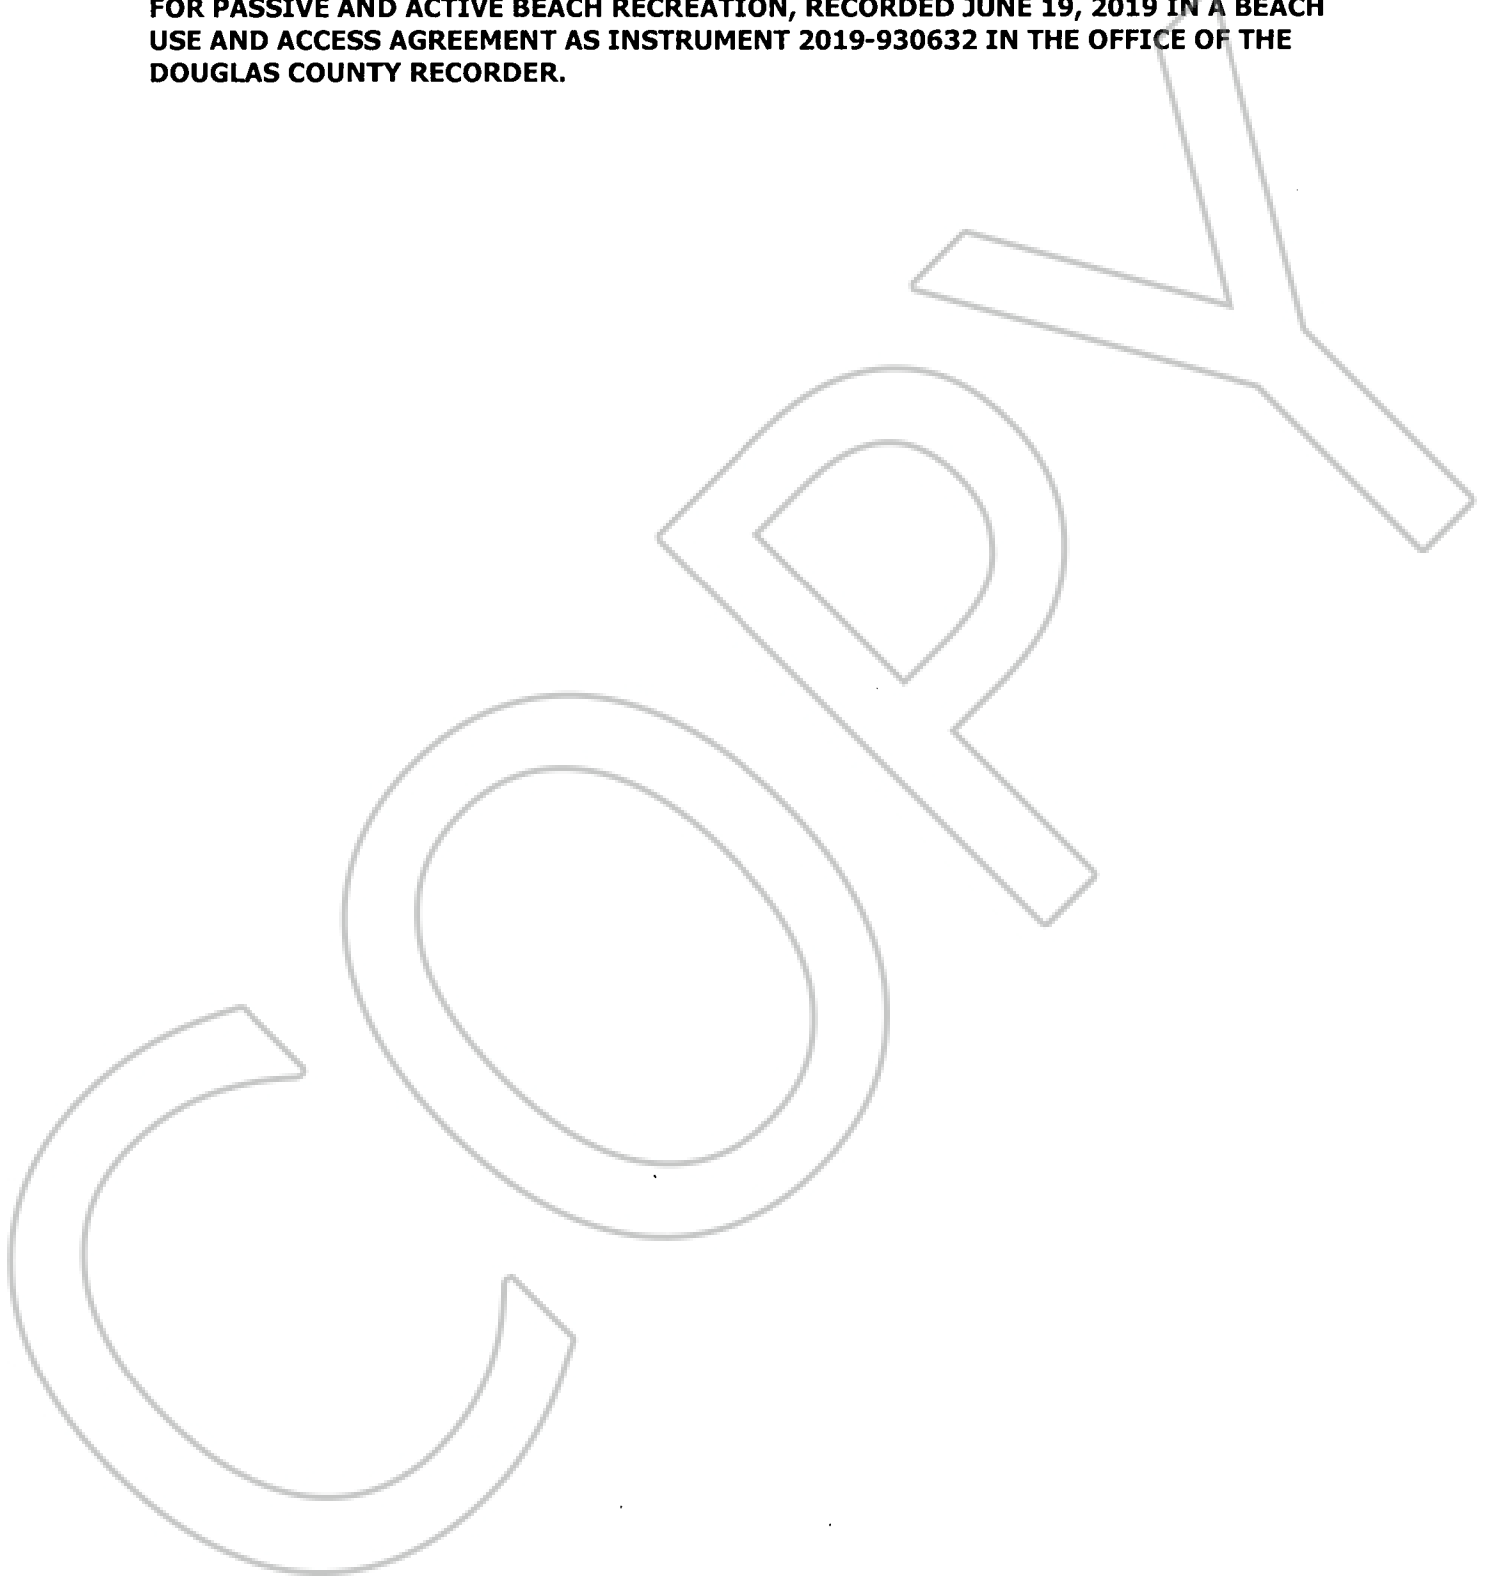 FOR PASSIVE AND ACTIVE BEACH RECREATION, RECORDED JUNE 19, 2019 IN A BEACH
USE AND ACCESS AGREEMENT AS INSTRUMENT 2019-930632 IN THE OFFICE OF THE
DOUGLAS COUNTY RECORDER.
COPY